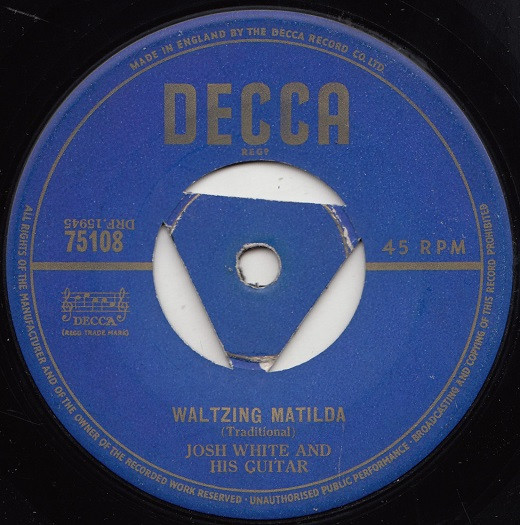 MADE IN ENGLAND BY THE DECCA RECORD CO. LTD.
DECCA
REGD
DRF.15945
75108
45 RPM
DECCA
(REGD TRADE MARK)
WALTZING MATILDA
(Traditional)
JOSH WHITE AND
HIS GUITAR
ALL RIGHTS OF THE MANUFACTURER AND OF THE OWNER OF THE RECORDED WORK RESERVED · UNAUTHORISED PUBLIC PERFORMANCE · BROADCASTING AND COPYING OF THIS RECORD PROHIBITED